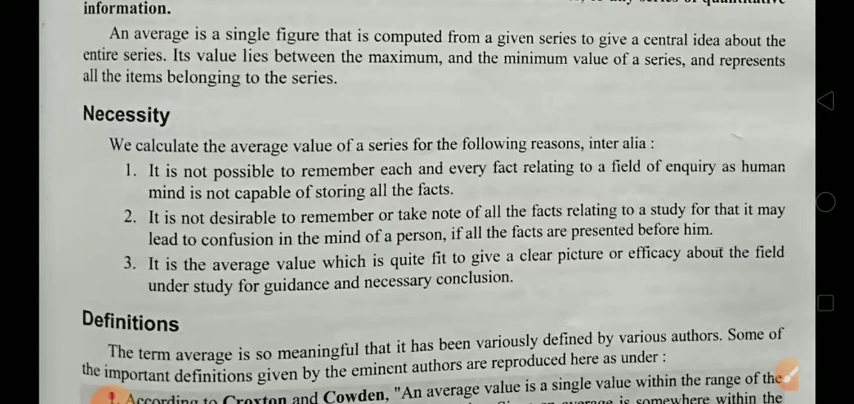 information.
An average is a single figure that is computed from a given series to give a central idea about the
entire series. Its value lies between the maximum, and the minimum value of a series, and represents
all the items belonging to the series.
Necessity
We calculate the average value of a series for the following reasons, inter alia :
1. It is not possible to remember each and every fact relating to a field of enquiry as human
mind is not capable of storing all the facts.
2. It is not desirable to remember or take note of all the facts relating to a study for that it may
lead to confusion in the mind of a person, if all the facts are presented before him.
3. It is the average value which is quite fit to give a clear picture or efficacy about the field
under study for guidance and necessary conclusion.
Definitions
The term average is so meaningful that it has been variously defined by various authors. Some of
the important definitions given by the eminent authors are reproduced here as under :
According to Croxton and Cowden, "An average value is a single value within the range of the
average is somewhere within the